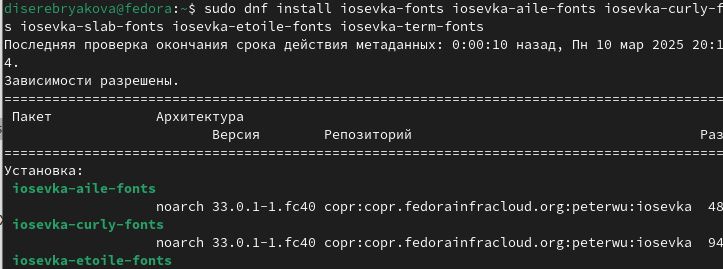 diserebryakova@fedora:~$ sudo dnf install iosevka-fonts iosevka-aile-fonts iosevka-curly-f
s iosevka-slab-fonts iosevka-etoile-fonts iosevka-term-fonts
Последняя проверка окончания срока действия метаданных: 0:00:10 назад, Пн 10 мар 2025 20:1
4.
Зависимости разрешены.
Пакет Архитектура
Версия Репозиторий Раз
Установка:
iosevka-aile-fonts
noarch 33.0.1-1.fc40 copr:copr.fedorainfracloud.org:peterwu:iosevka 48
iosevka-curly-fonts
noarch 33.0.1-1.fc40 copr:copr.fedorainfracloud.org:peterwu:iosevka 94
iosevka-etoile-fonts